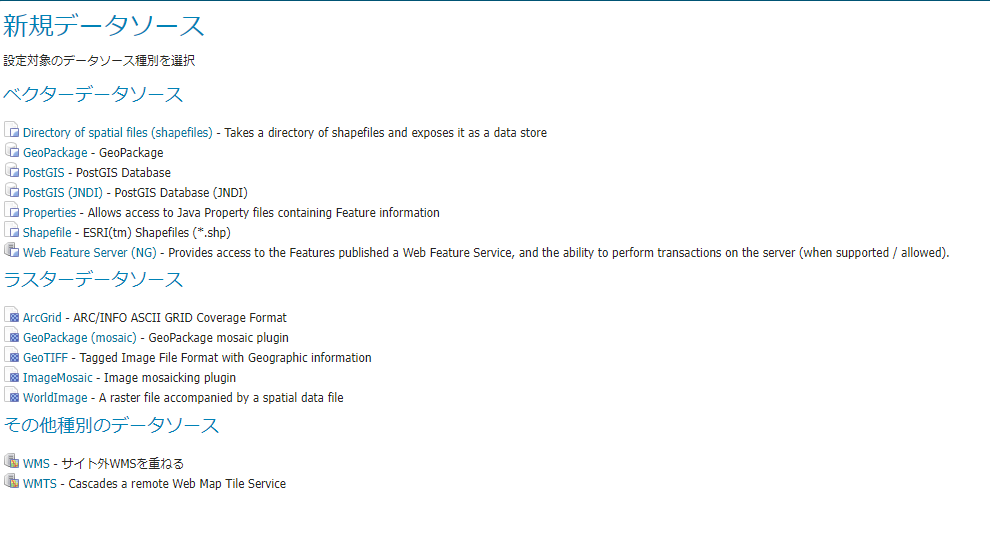 新規データソース
設定対象のデータソース種別を選択
ベクターデータソース
Directory of spatial files (shapefiles) - Takes a directory of shapefiles and exposes it as a data store
GeoPackage - GeoPackage
PostGIS - PostGIS Database
PostGIS (JNDI) - PostGIS Database (JNDI)
Properties - Allows access to Java Property files containing Feature information
Shapefile - ESRI(tm) Shapefiles (*.shp)
Web Feature Server (NG) - Provides access to the Features published a Web Feature Service, and the ability to perform transactions on the server (when supported / allowed).
ラスターデータソース
ArcGrid - ARC/INFO ASCII GRID Coverage Format
GeoPackage (mosaic) - GeoPackage mosaic plugin
GeoTIFF - Tagged Image File Format with Geographic information
ImageMosaic - Image mosaicking plugin
WorldImage - A raster file accompanied by a spatial data file
その他種別のデータソース
WMS - サイト外WMSを重ねる
WMTS - Cascades a remote Web Map Tile Service